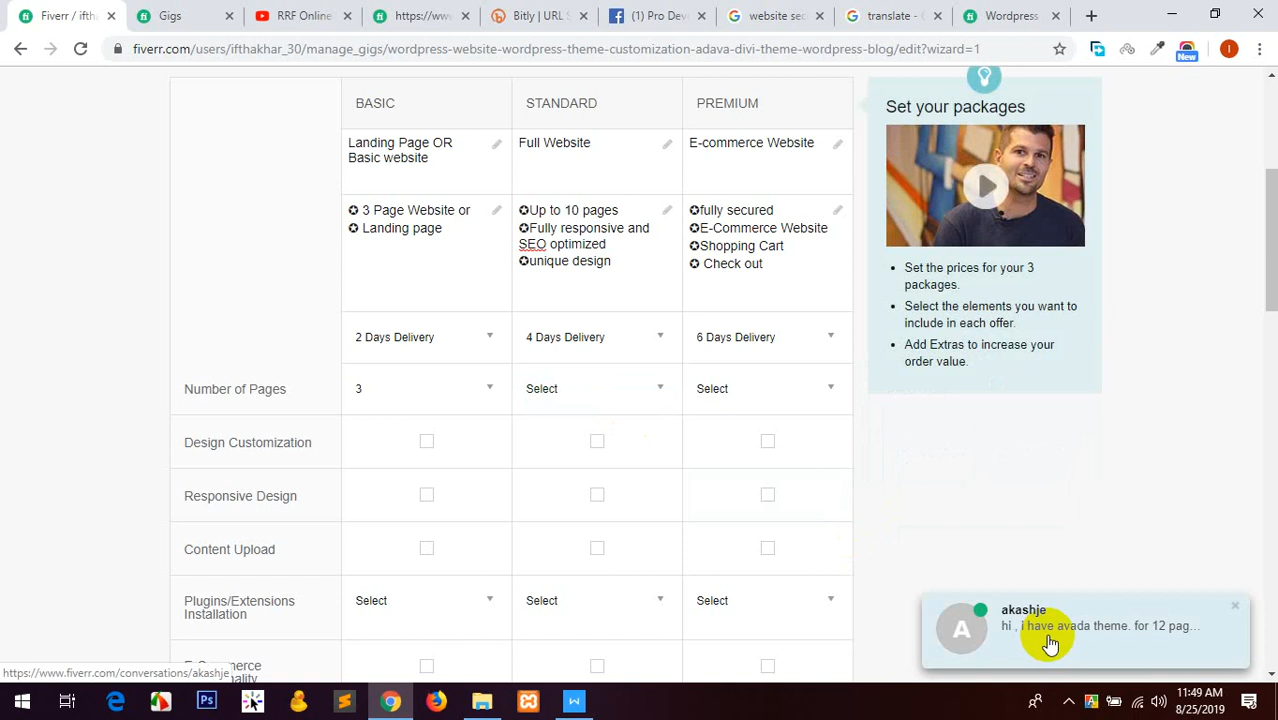 Fiverr / ifth
Gigs
RRF Online
https://www.
Bitly | URL S
(1) Pro Dev
website sec
translate - G
Wordpress
fiverr.com/users/ifthakhar_30/manage_gigs/wordpress-website-wordpress-theme-customization-adava-divi-theme-wordpress-blog/edit?wizard=1
New
I
BASIC
STANDARD
PREMIUM
Landing Page OR
Basic website
Full Website
E-commerce Website
✪ 3 Page Website or
✪ Landing page
✪Up to 10 pages
✪Fully responsive and
SEO optimized
✪unique design
✪fully secured
✪E-Commerce Website
✪Shopping Cart
✪ Check out
2 Days Delivery
4 Days Delivery
6 Days Delivery
Number of Pages
3
Select
Select
Design Customization
Responsive Design
Content Upload
Plugins/Extensions
Installation
Select
Select
Select
Set your packages
• Set the prices for your 3
packages.
• Select the elements you want to
include in each offer.
• Add Extras to increase your
order value.
A
akashje
hi , i have avada theme. for 12 pag...
https://www.fiverr.com/conversations/akashje
11:49 AM
8/25/2019